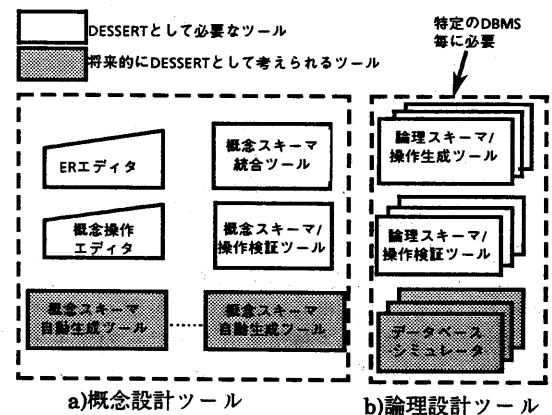 DESSERTとして必要なツール
将来的にDESSERTとして考えられるツール
特定のDBMS
毎に必要
ERエディタ
概念スキーマ
統合ツール
概念操作
エディタ
概念スキーマ/
操作検証ツール
概念スキーマ
自動生成ツール
概念スキーマ
自動生成ツール
a)概念設計ツール
論理スキーマ/
操作生成ツール
論理スキーマ/
操作検証ツール
データベース
・シミュレータ
b)論理設計ツール